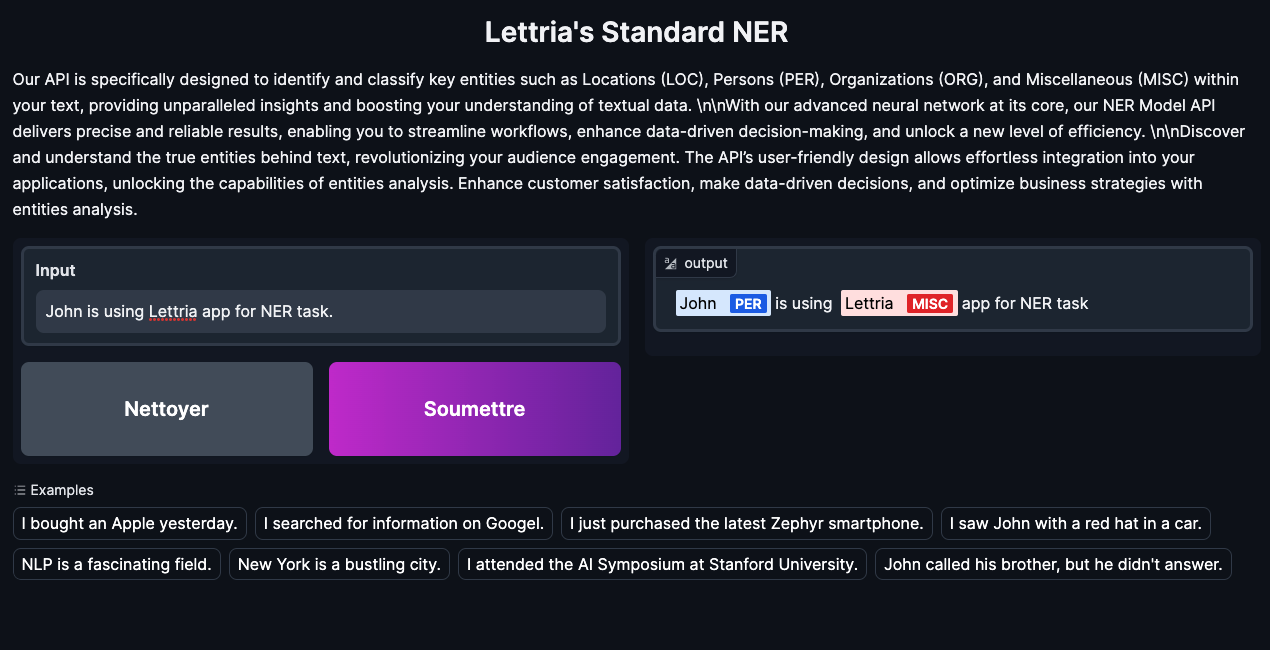 Lettria's Standard NER
Our API is specifically designed to identify and classify key entities such as Locations (LOC), Persons (PER), Organizations (ORG), and Miscellaneous (MISC) within
your text, providing unparalleled insights and boosting your understanding of textual data. \n\nWith our advanced neural network at its core, our NER Model API
delivers precise and reliable results, enabling you to streamline workflows, enhance data-driven decision-making, and unlock a new level of efficiency. \n\nDiscover
and understand the true entities behind text, revolutionizing your audience engagement. The API’s user-friendly design allows effortless integration into your
applications, unlocking the capabilities of entities analysis. Enhance customer satisfaction, make data-driven decisions, and optimize business strategies with
entities analysis.
Input
John is using Lettria app for NER task.
Nettoyer
Soumettre
output
John PER is using Lettria MISC app for NER task
Examples
I bought an Apple yesterday.
I searched for information on Googel.
I just purchased the latest Zephyr smartphone.
I saw John with a red hat in a car.
NLP is a fascinating field.
New York is a bustling city.
I attended the AI Symposium at Stanford University.
John called his brother, but he didn't answer.